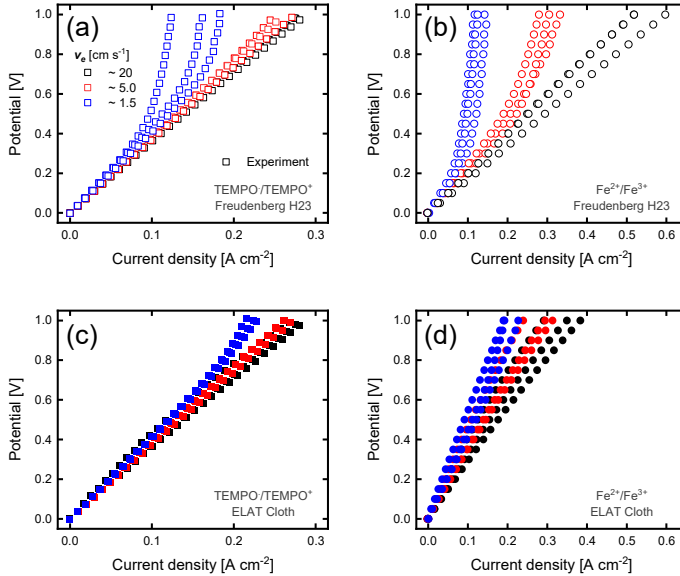 (a)
1.0
0.8
0.6
0.4
0.2
0.0
Potential [V]
vₑ [cm s⁻¹]
~ 20
~ 5.0
~ 1.5
Experiment
TEMPO·/TEMPO⁺
Freudenberg H23
0.0 0.1 0.2 0.3
Current density [A cm⁻²]
(b)
1.0
0.8
0.6
0.4
0.2
0.0
Potential [V]
Fe²⁺/Fe³⁺
Freudenberg H23
0.0 0.1 0.2 0.3 0.4 0.5 0.6
Current density [A cm⁻²]
(c)
1.0
0.8
0.6
0.4
0.2
0.0
Potential [V]
TEMPO·/TEMPO⁺
ELAT Cloth
0.0 0.1 0.2 0.3
Current density [A cm⁻²]
(d)
1.0
0.8
0.6
0.4
0.2
0.0
Potential [V]
Fe²⁺/Fe³⁺
ELAT Cloth
0.0 0.1 0.2 0.3 0.4 0.5 0.6
Current density [A cm⁻²]